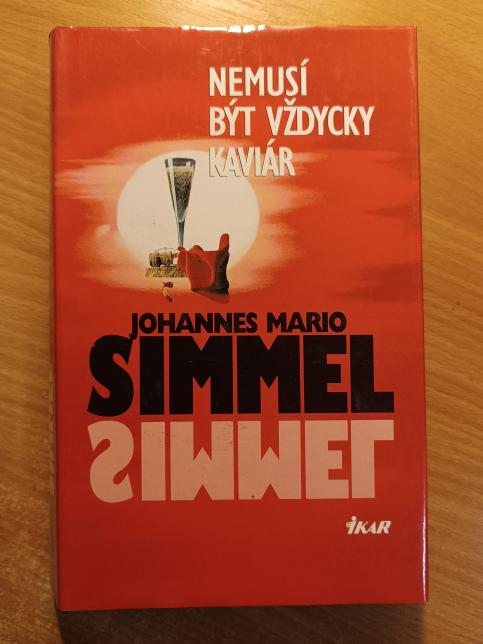 NEMUSÍ
BÝT VŽDYCKY
KAVIÁR
JOHANNES MARIO
SIMMEL
SIMMEL
IKAR